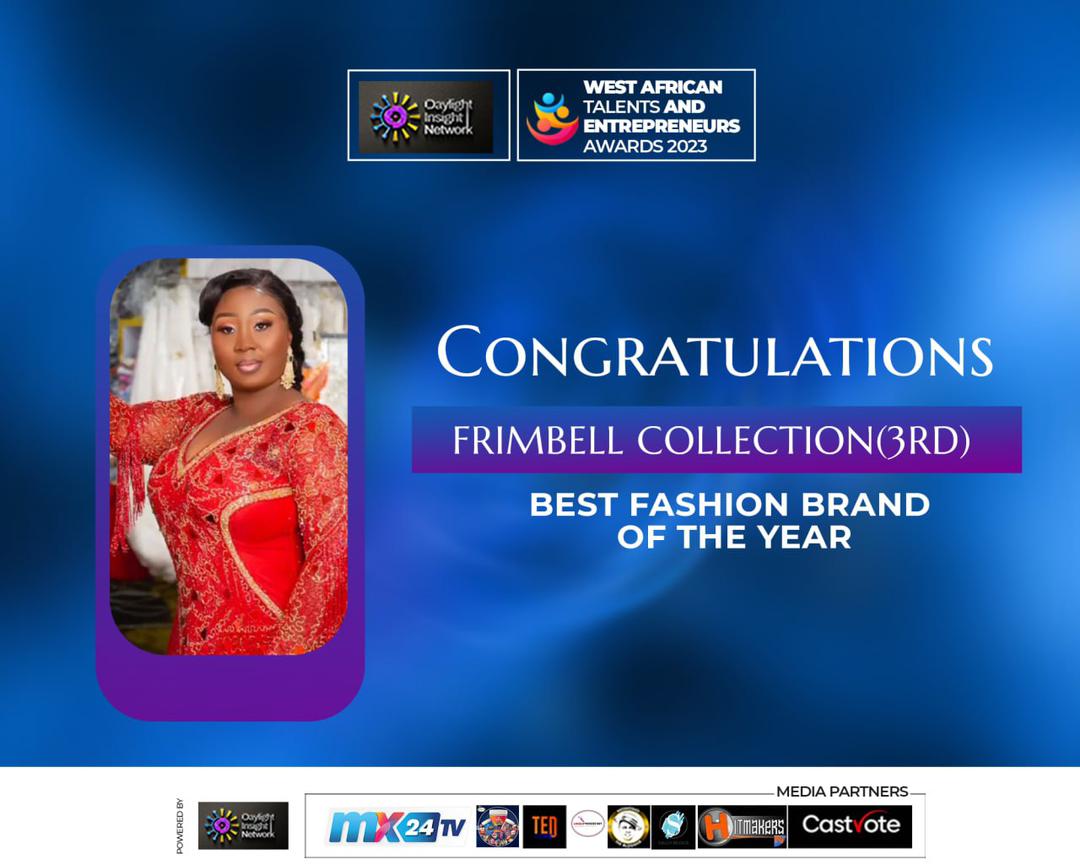 Daylight
Insight
Network
WEST AFRICAN
TALENTS AND
ENTREPRENEURS
AWARDS 2023
CONGRATULATIONS
FRIMBELL COLLECTION(3RD)
BEST FASHION BRAND
OF THE YEAR
MEDIA PARTNERS
POWERED BY
Daylight
Insight
Network
MX24TV
HITMAKERS
CastVote